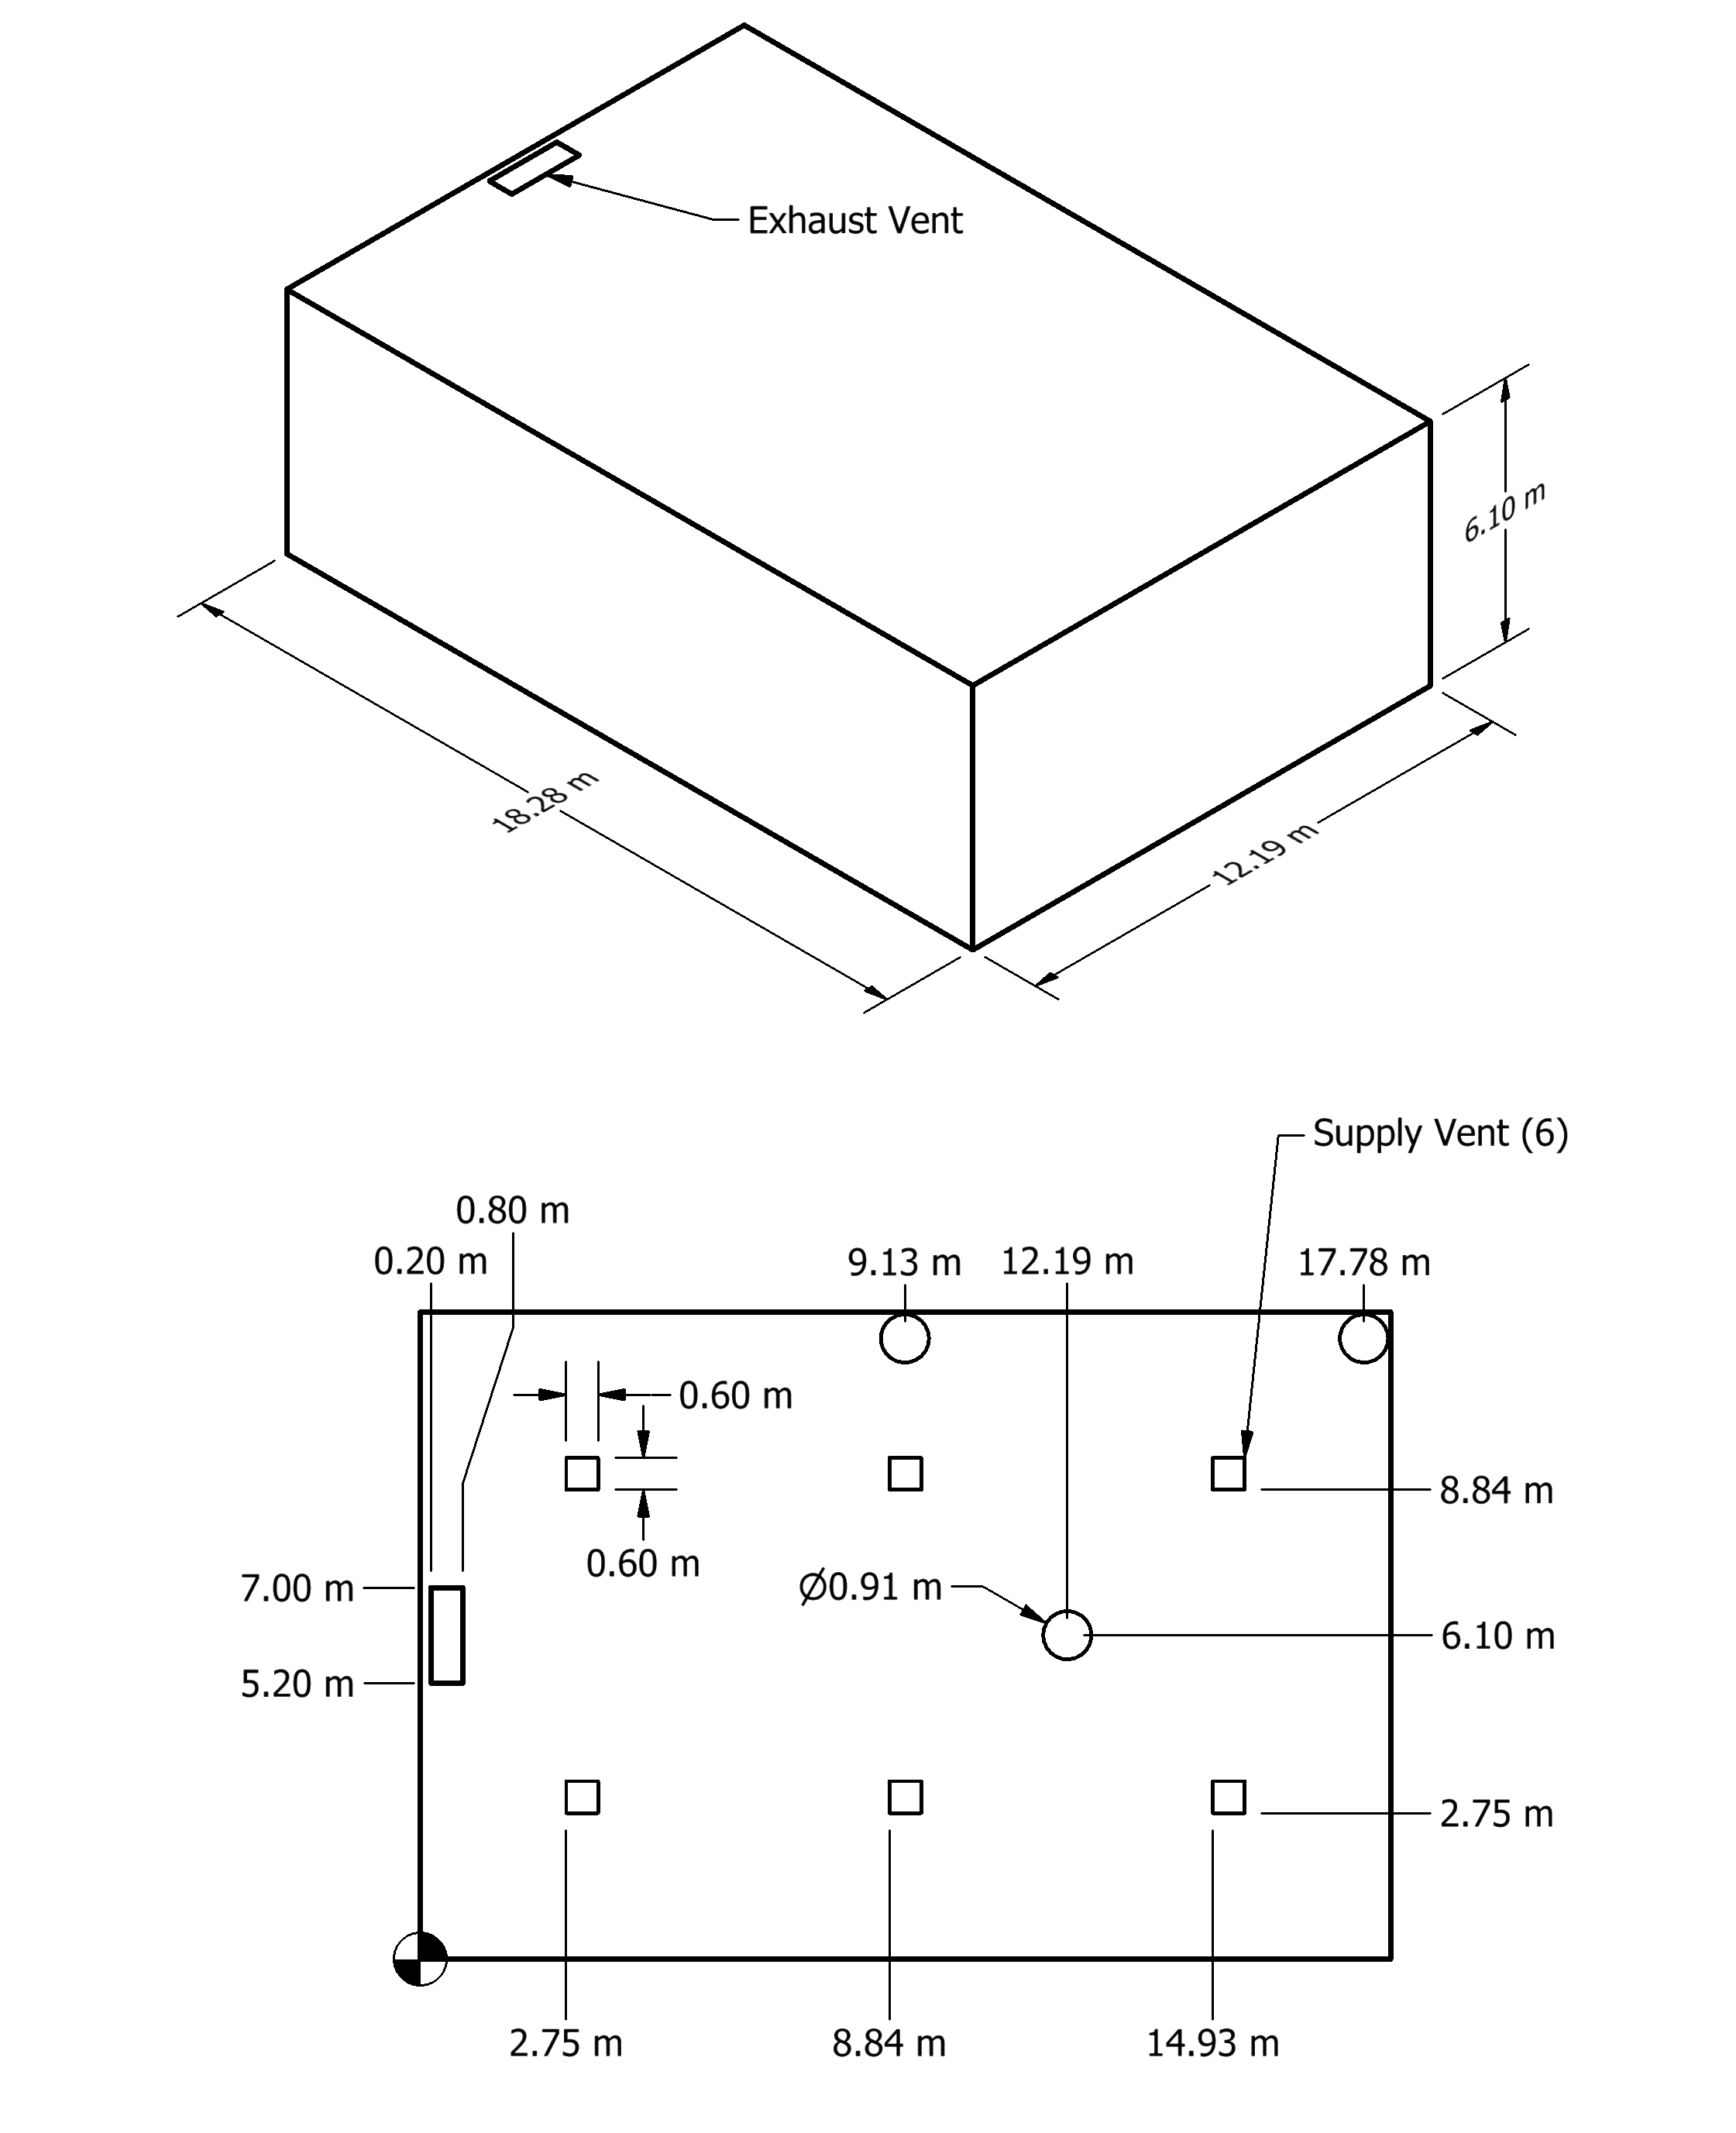 Exhaust Vent
6.10 m
18.28 m
12.19 m
Supply Vent (6)
0.80 m
0.20 m
9.13 m
12.19 m
17.78 m
0.60 m
8.84 m
0.60 m
7.00 m
Ø0.91 m
6.10 m
5.20 m
2.75 m
2.75 m
8.84 m
14.93 m